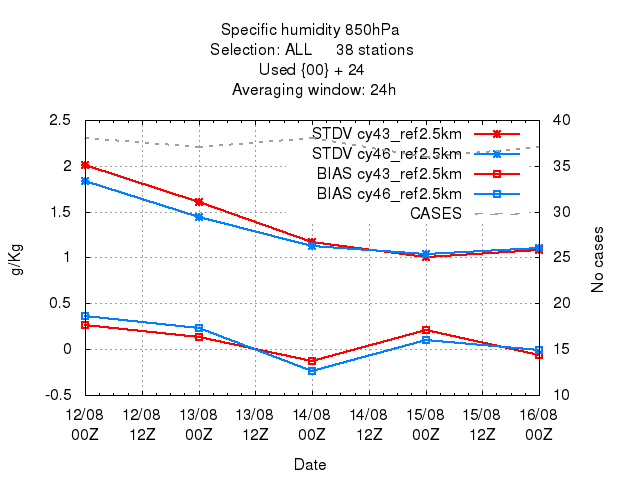 Specific humidity 850hPa
Selection: ALL 38 stations
Used {00} + 24
Averaging window: 24h
2.5
2
1.5
1
0.5
0
-0.5
g/Kg
STDV cy43_ref2.5km
STDV cy46_ref2.5km
BIAS cy43_ref2.5km
BIAS cy46_ref2.5km
CASES
40
35
30
25
20
15
10
No cases
12/08 12/08 13/08 13/08 14/08 14/08 15/08 15/08 16/08
00Z 12Z 00Z 12Z 00Z 12Z 00Z 12Z 00Z
Date